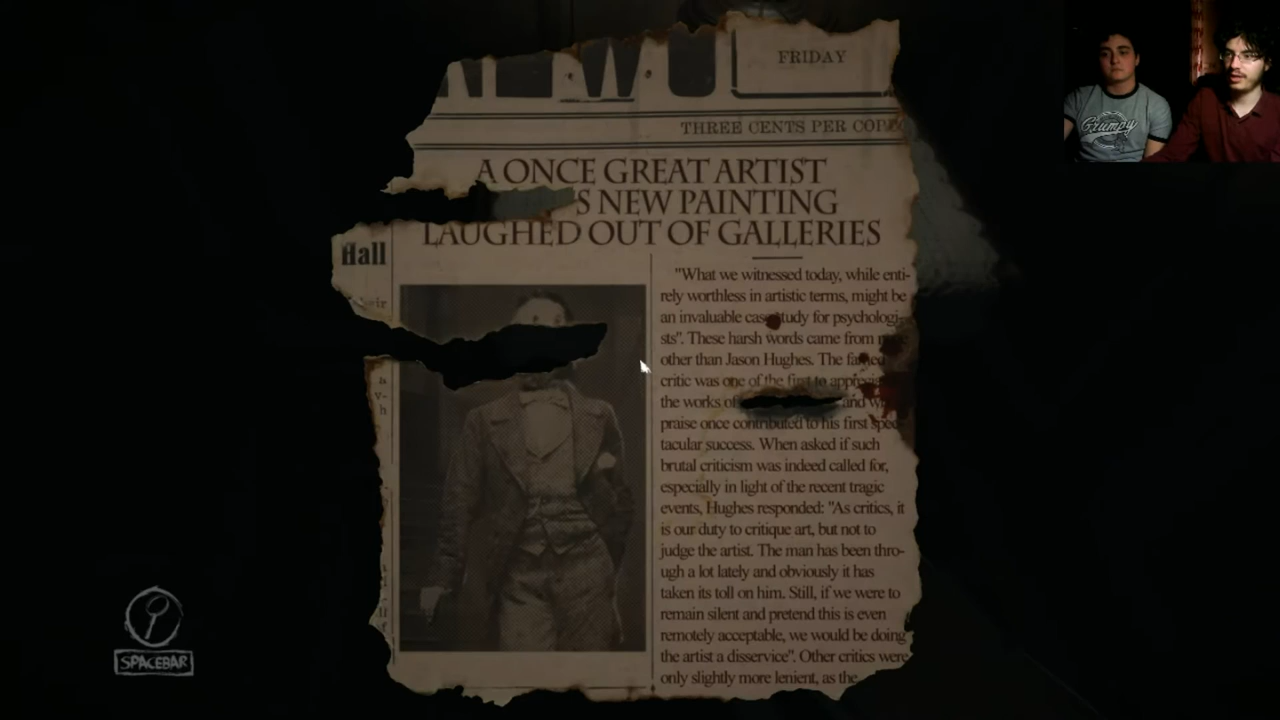 FRIDAY
THREE CENTS PER COPY
A ONCE GREAT ARTIST
S NEW PAINTING
LAUGHED OUT OF GALLERIES
Hall
"What we witnessed today, while enti-
rely worthless in artistic terms, might be
an invaluable case study for psychologi-
sts". These harsh words came from none
other than Jason Hughes. The famed
critic was one of the first to appreciate
the works of and
praise once contributed to his first spec-
tacular success. When asked if such
brutal criticism was indeed called for,
especially in light of the recent tragic
events, Hughes responded: "As critics, it
is our duty to critique art, but not to
judge the artist. The man has been thro-
ugh a lot lately and obviously it has
taken its toll on him. Still, if we were to
remain silent and pretend this is even
remotely acceptable, we would be doing
the artist a disservice". Other critics were
only slightly more lenient, as the
Grumpy
SPACEBAR